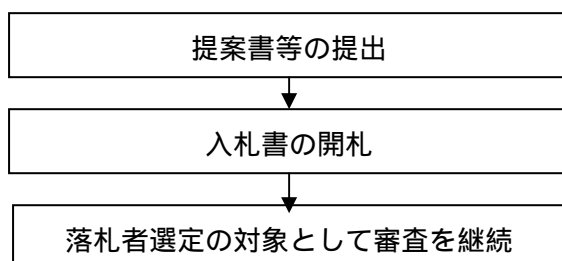 提案書等の提出
入札書の開札
落札者選定の対象として審査を継続